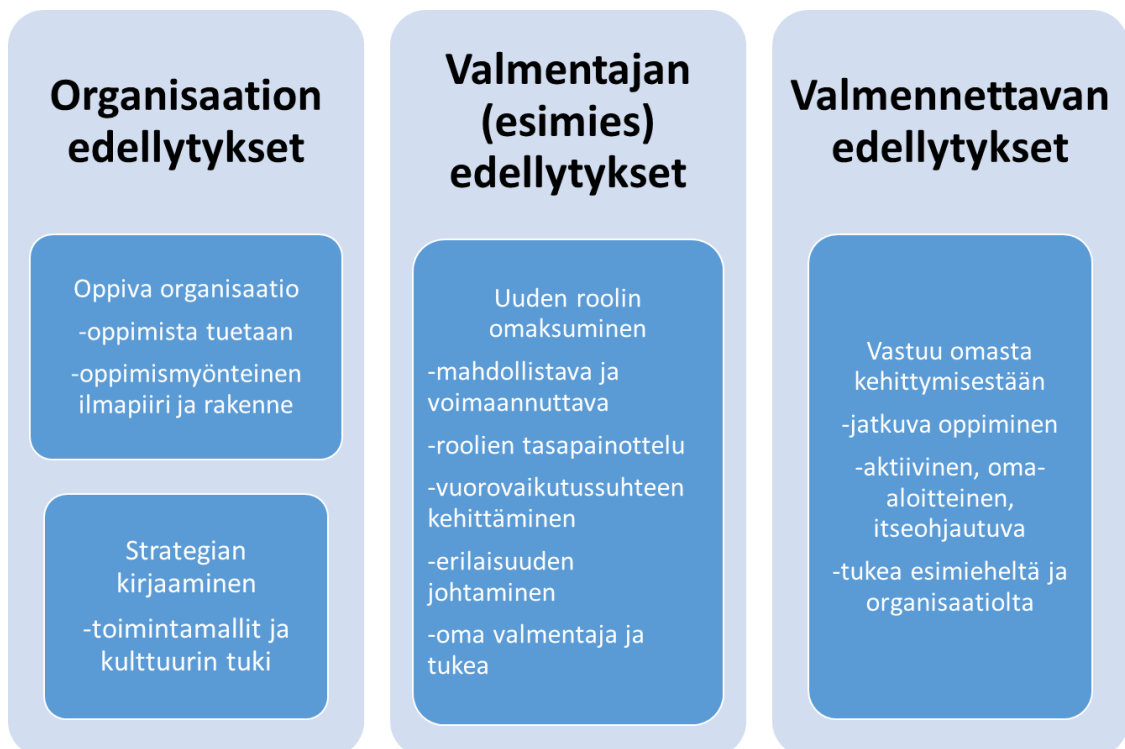 Organisaation
edellytykset
Oppiva organisaatio
-oppimista tuetaan
-oppimismyönteinen
ilmapiiri ja rakenne
Strategian
kirjaaminen
-toimintamallit ja
kulttuurin tuki
Valmentajan
(esimies)
edellytykset
Uuden roolin
omaksuminen
-mahdollistava ja
voimaannuttava
-roolien tasapainottelu
-vuorovaikutussuhteen
kehittäminen
-erilaisuuden
johtaminen
-oma valmentaja ja
tukea
Valmennettavan
edellytykset
Vastuu omasta
kehittymisestään
-jatkuva oppiminen
-aktiivinen, oma-
aloitteinen,
itseohjautuva
-tukea esimieheltä ja
organisaatiolta